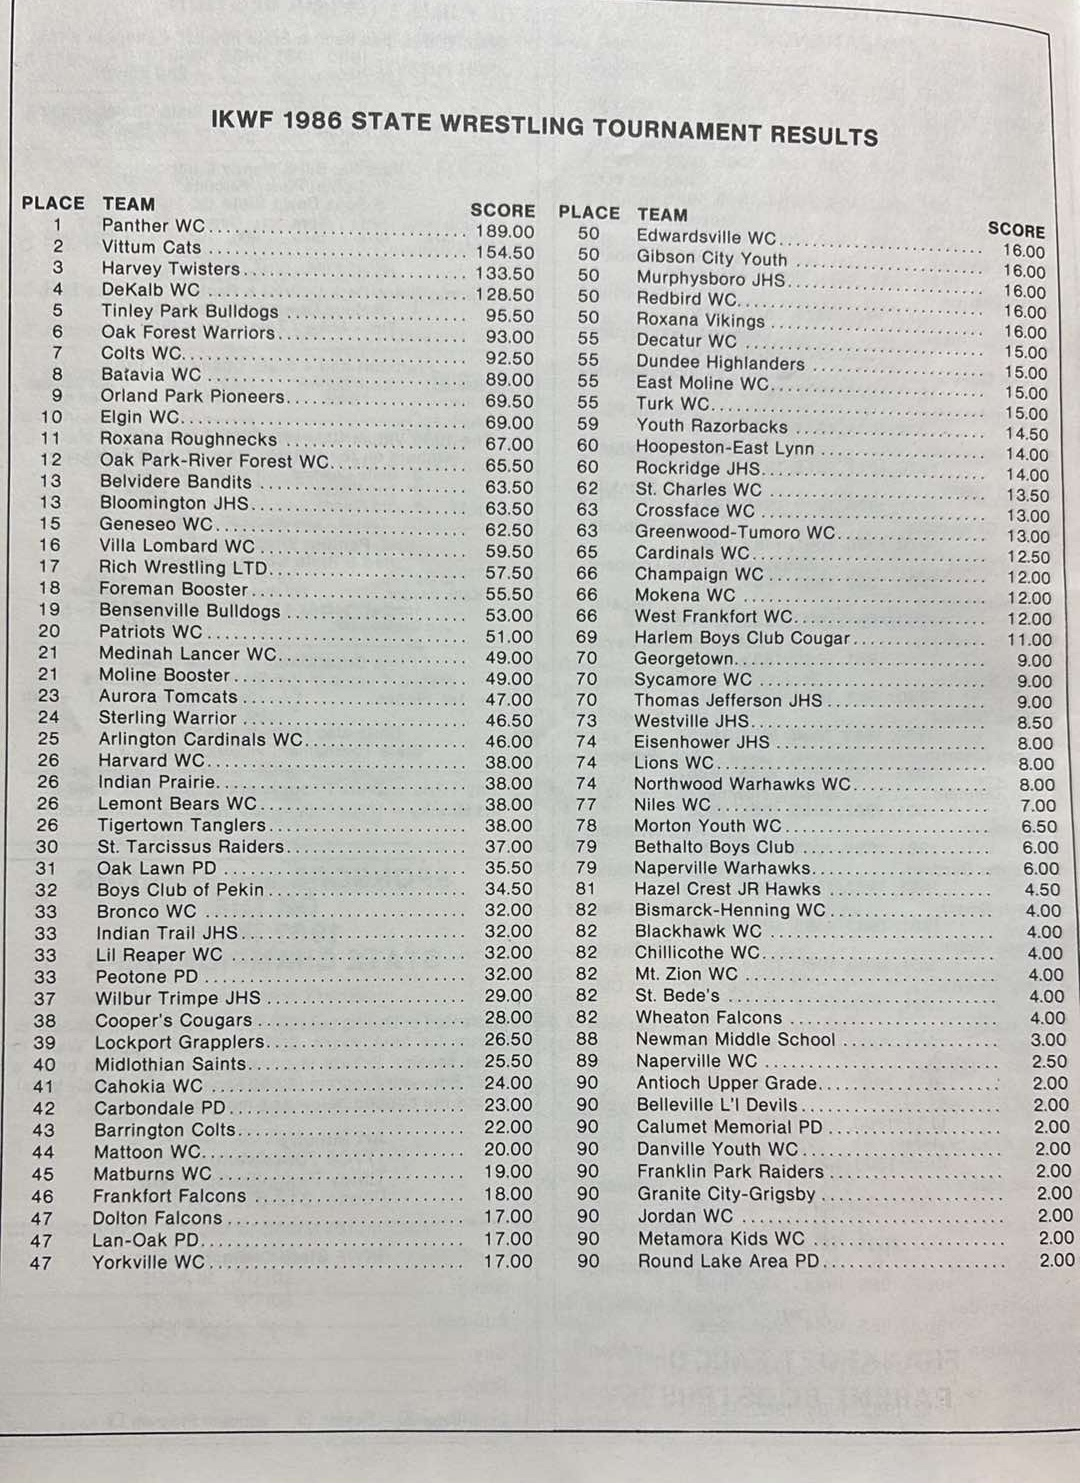 IKWF 1986 STATE WRESTLING TOURNAMENT RESULTS
PLACE TEAM SCORE
1 Panther WC 189.00
2 Vittum Cats 154.50
3 Harvey Twisters 133.50
4 DeKalb WC 128.50
5 Tinley Park Bulldogs 95.50
6 Oak Forest Warriors 93.00
7 Colts WC 92.50
8 Batavia WC 89.00
9 Orland Park Pioneers 69.50
10 Elgin WC 69.00
11 Roxana Roughnecks 67.00
12 Oak Park-River Forest WC 65.50
13 Belvidere Bandits 63.50
13 Bloomington JHS 63.50
15 Geneseo WC 62.50
16 Villa Lombard WC 59.50
17 Rich Wrestling LTD 57.50
18 Foreman Booster 55.50
19 Bensenville Bulldogs 53.00
20 Patriots WC 51.00
21 Medinah Lancer WC 49.00
21 Moline Booster 49.00
23 Aurora Tomcats 47.00
24 Sterling Warrior 46.50
25 Arlington Cardinals WC 46.00
26 Harvard WC 38.00
26 Indian Prairie 38.00
26 Lemont Bears WC 38.00
26 Tigertown Tanglers 38.00
30 St. Tarcissus Raiders 37.00
31 Oak Lawn PD 35.50
32 Boys Club of Pekin 34.50
33 Bronco WC 32.00
33 Indian Trail JHS 32.00
33 Lil Reaper WC 32.00
33 Peotone PD 32.00
37 Wilbur Trimpe JHS 29.00
38 Cooper's Cougars 28.00
39 Lockport Grapplers 26.50
40 Midlothian Saints 25.50
41 Cahokia WC 24.00
42 Carbondale PD 23.00
43 Barrington Colts 22.00
44 Mattoon WC 20.00
45 Matburns WC 19.00
46 Frankfort Falcons 18.00
47 Dolton Falcons 17.00
47 Lan-Oak PD 17.00
47 Yorkville WC 17.00
PLACE TEAM SCORE
50 Edwardsville WC 16.00
50 Gibson City Youth 16.00
50 Murphysboro JHS 16.00
50 Redbird WC 16.00
50 Roxana Vikings 16.00
55 Decatur WC 15.00
55 Dundee Highlanders 15.00
55 East Moline WC 15.00
55 Turk WC 15.00
59 Youth Razorbacks 14.50
60 Hoopeston-East Lynn 14.00
60 Rockridge JHS 14.00
62 St. Charles WC 13.50
63 Crossface WC 13.00
63 Greenwood-Tumoro WC 13.00
65 Cardinals WC 12.50
66 Champaign WC 12.00
66 Mokena WC 12.00
66 West Frankfort WC 12.00
69 Harlem Boys Club Cougar 11.00
70 Georgetown 9.00
70 Sycamore WC 9.00
70 Thomas Jefferson JHS 9.00
73 Westville JHS 8.50
74 Eisenhower JHS 8.00
74 Lions WC 8.00
74 Northwood Warhawks WC 8.00
77 Niles WC 7.00
78 Morton Youth WC 6.50
79 Bethalto Boys Club 6.00
79 Naperville Warhawks 6.00
81 Hazel Crest JR Hawks 4.50
82 Bismarck-Henning WC 4.00
82 Blackhawk WC 4.00
82 Chillicothe WC 4.00
82 Mt. Zion WC 4.00
82 St. Bede's 4.00
82 Wheaton Falcons 4.00
88 Newman Middle School 3.00
89 Naperville WC 2.50
90 Antioch Upper Grade 2.00
90 Belleville L'l Devils 2.00
90 Calumet Memorial PD 2.00
90 Danville Youth WC 2.00
90 Franklin Park Raiders 2.00
90 Granite City-Grigsby 2.00
90 Jordan WC 2.00
90 Metamora Kids WC 2.00
90 Round Lake Area PD 2.00